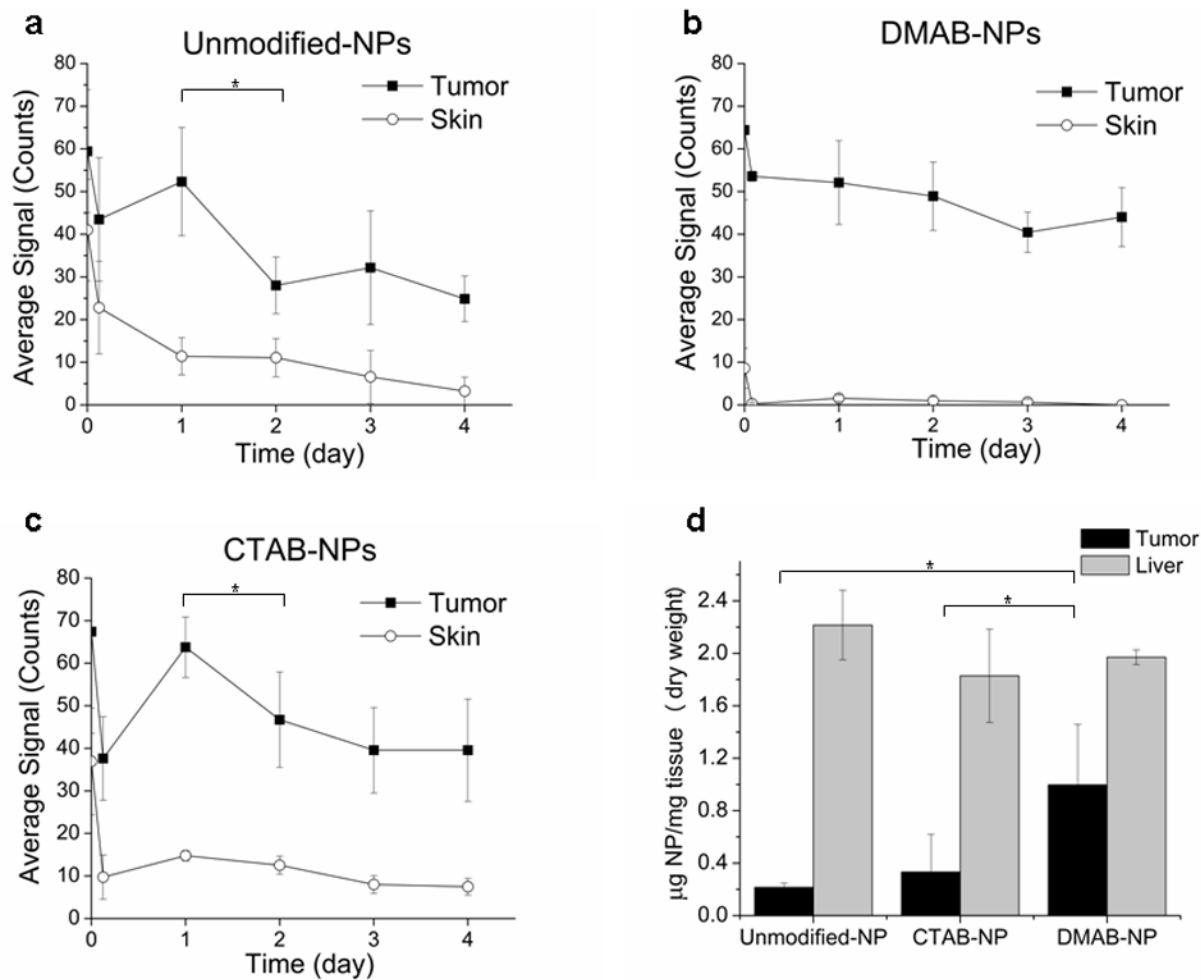 a
Unmodified-NPs
80
70
60
50
40
30
20
10
0
Average Signal (Counts)
*
Tumor
Skin
0 1 2 3 4
Time (day)
b
DMAB-NPs
80
70
60
50
40
30
20
10
0
Average Signal (Counts)
Tumor
Skin
0 1 2 3 4
Time (day)
c
CTAB-NPs
80
70
60
50
40
30
20
10
0
Average Signal (Counts)
*
Tumor
Skin
0 1 2 3 4
Time (day)
d
Tumor
Liver
*
*
2.4
2.0
1.6
1.2
0.8
0.4
0.0
µg NP/mg tissue ( dry weight)
Unmodified-NP CTAB-NP DMAB-NP